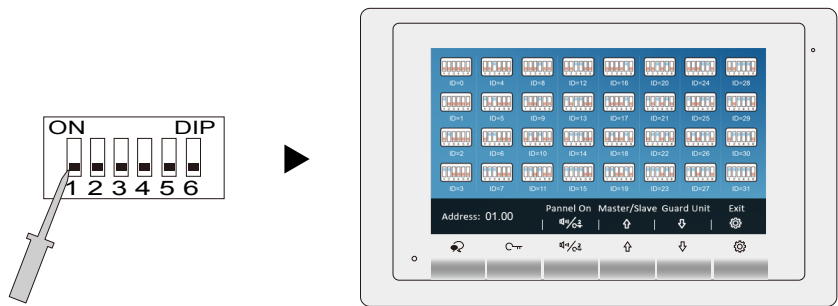 ON DIP
1 2 3 4 5 6
ID=0 ID=4 ID=8 ID=12 ID=16 ID=20 ID=24 ID=28
ID=1 ID=5 ID=9 ID=13 ID=17 ID=21 ID=25 ID=29
ID=2 ID=6 ID=10 ID=14 ID=18 ID=22 ID=26 ID=30
ID=3 ID=7 ID=11 ID=15 ID=19 ID=23 ID=27 ID=31
Address: 01.00 Pannel On Master/Slave Guard Unit Exit